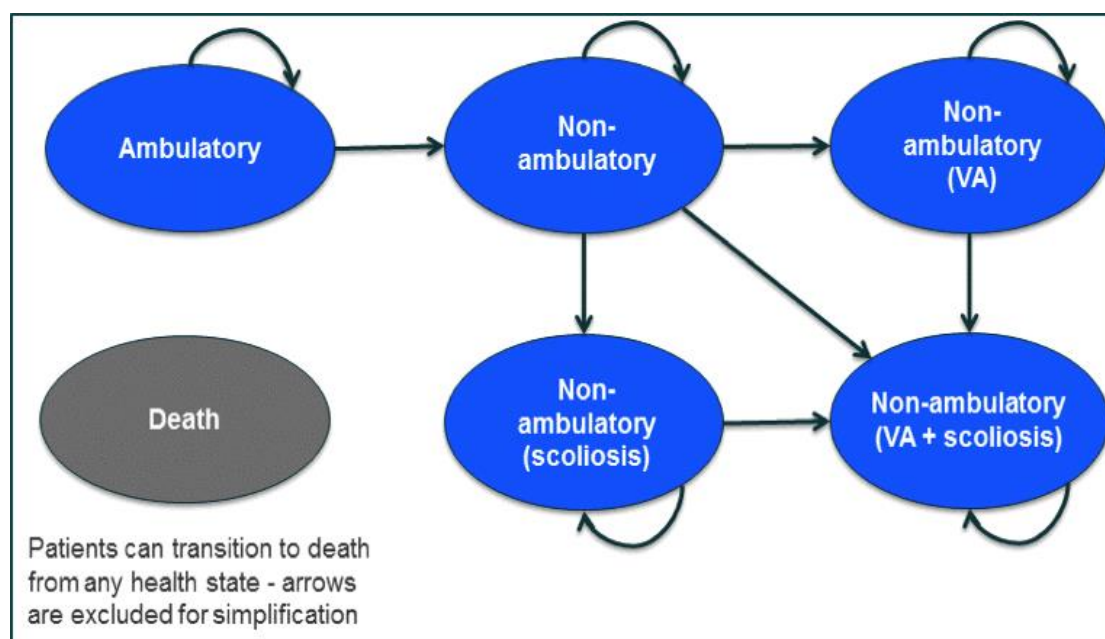 Ambulatory
Non-
ambulatory
Non-
ambulatory
(VA)
Death
Non-
ambulatory
(scoliosis)
Non-ambulatory
(VA + scoliosis)
Patients can transition to death
from any health state - arrows
are excluded for simplification